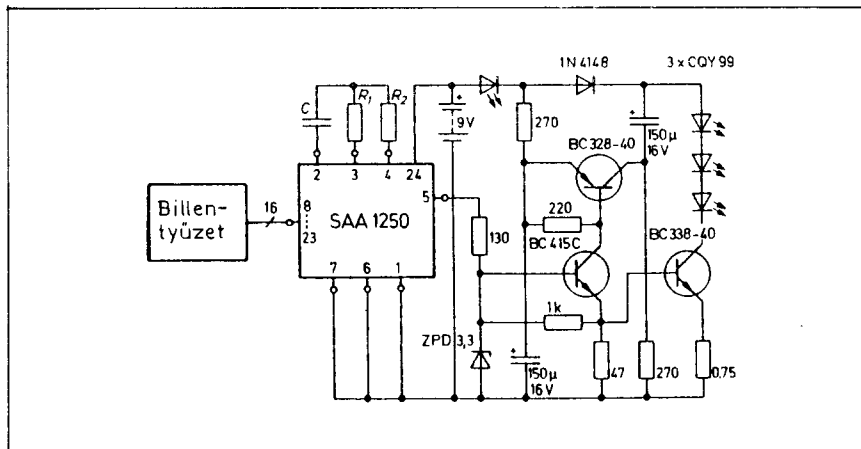 1N 4148
3 x CQY 99
C
R1
R2
+
9V
270
+
150µ
16V
BC 328-40
2
3
4
24
5
Billen-
tyűzet
16
8
23
SAA 1250
130
220
BC 415C
BC 338-40
7
6
1
1k
ZPD 3,3
+
150µ
16V
47
270
0,75